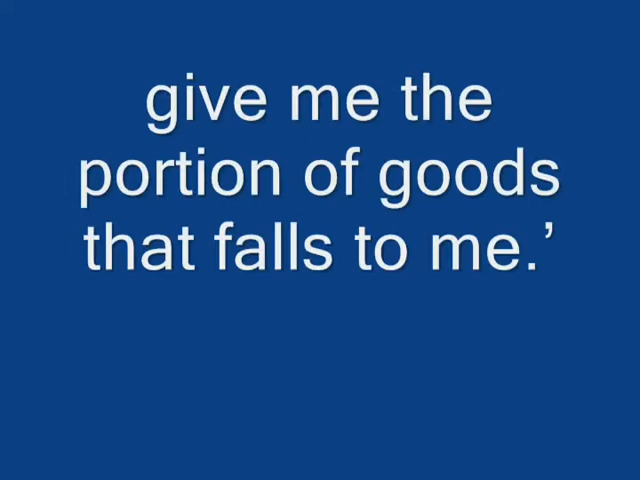 give me the
portion of goods
that falls to me.’